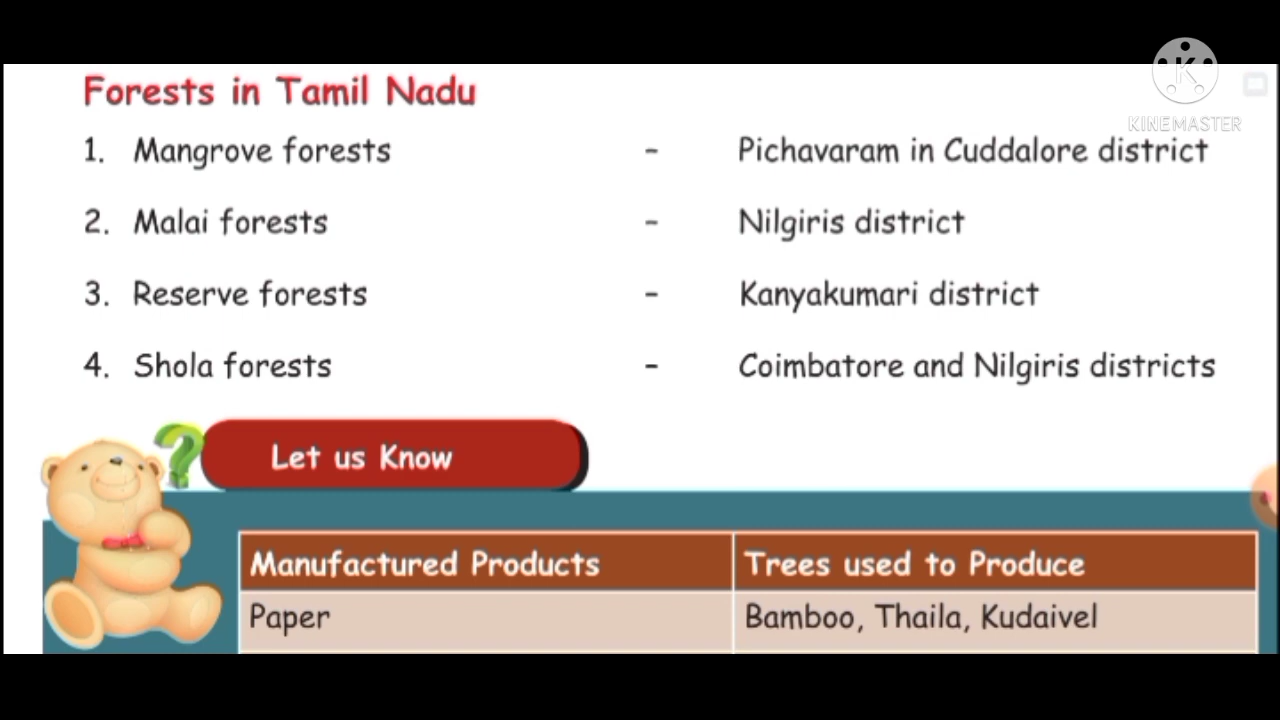 Forests in Tamil Nadu
KINEMASTER
1. Mangrove forests - Pichavaram in Cuddalore district
2. Malai forests - Nilgiris district
3. Reserve forests - Kanyakumari district
4. Shola forests - Coimbatore and Nilgiris districts
? Let us Know
Manufactured Products Trees used to Produce
Paper Bamboo, Thaila, Kudaivel